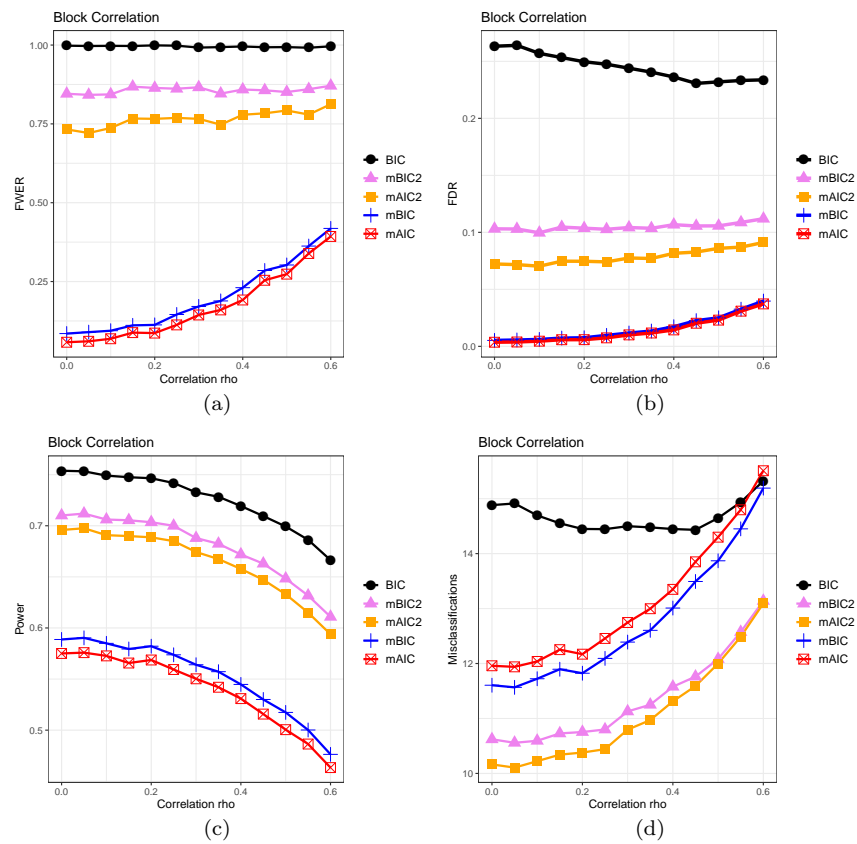 Block Correlation
1.00
0.75
0.50
0.25
FWER
0.0
0.2
0.4
0.6
Correlation rho
BIC
mBIC2
mAIC2
mBIC
mAIC
(a)
Block Correlation
0.2
0.1
0.0
FDR
0.0
0.2
0.4
0.6
Correlation rho
BIC
mBIC2
mAIC2
mBIC
mAIC
(b)
Block Correlation
0.7
0.6
0.5
Power
0.0
0.2
0.4
0.6
Correlation rho
BIC
mBIC2
mAIC2
mBIC
mAIC
(c)
Block Correlation
14
12
10
Misclassifications
0.0
0.2
0.4
0.6
Correlation rho
BIC
mBIC2
mAIC2
mBIC
mAIC
(d)